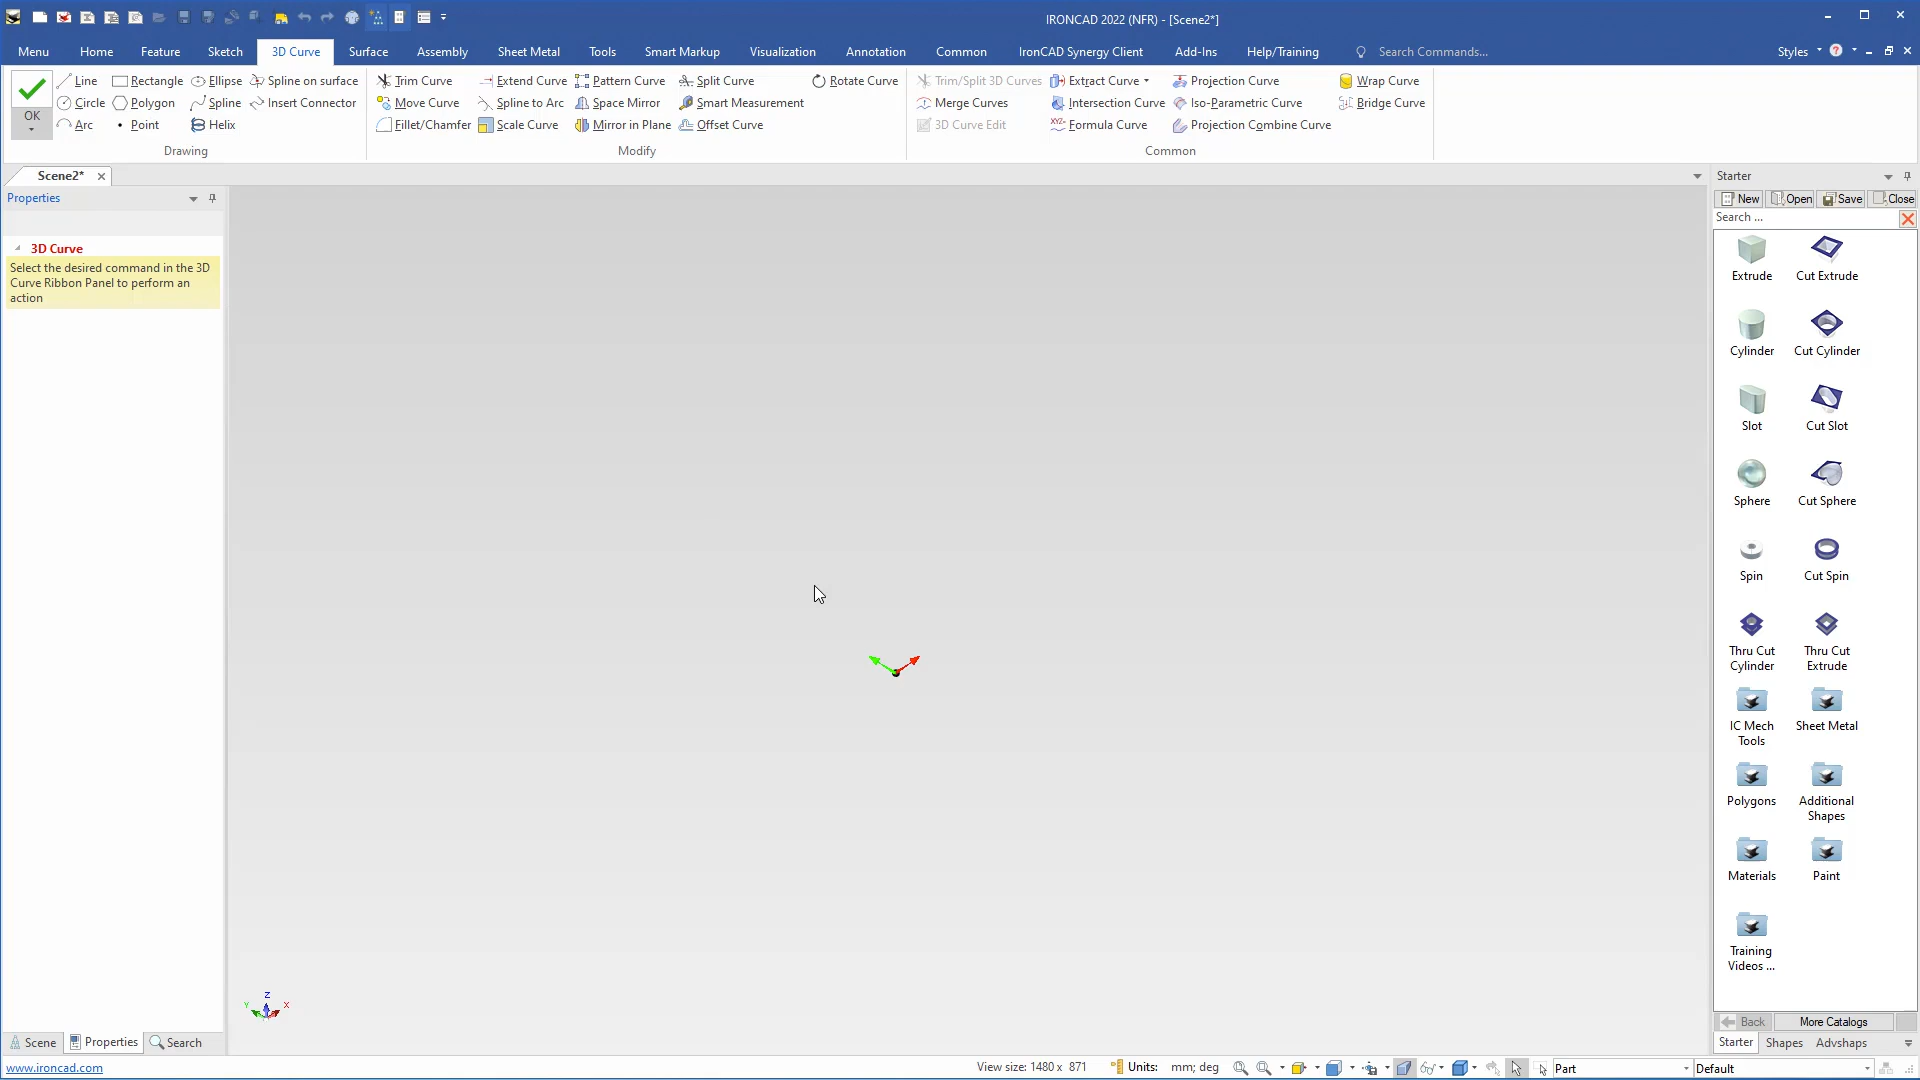 IRONCAD 2022 (NFR) - [Scene2*]
Menu Home Feature Sketch 3D Curve Surface Assembly Sheet Metal Tools Smart Markup Visualization Annotation Common IronCAD Synergy Client Add-Ins Help/Training Search Commands... Styles
Line Rectangle Ellipse Spline on surface Trim Curve Extend Curve Pattern Curve Split Curve Rotate Curve Trim/Split 3D Curves Extract Curve Projection Curve Wrap Curve
Circle Polygon Spline Insert Connector Move Curve Spline to Arc Space Mirror Smart Measurement Merge Curves Intersection Curve Iso-Parametric Curve Bridge Curve
OK
Arc Point Helix Fillet/Chamfer Scale Curve Mirror in Plane Offset Curve 3D Curve Edit Formula Curve Projection Combine Curve
Drawing Modify Common
Scene2*
Properties
3D Curve
Select the desired command in the 3D
Curve Ribbon Panel to perform an
action
Starter
New Open Save Close
Search ...
Extrude Cut Extrude
Cylinder Cut Cylinder
Slot Cut Slot
Sphere Cut Sphere
Spin Cut Spin
Thru Cut
Cylinder
Thru Cut
Extrude
IC Mech
Tools
Sheet Metal
Polygons
Additional
Shapes
Materials Paint
Training
Videos ...
Back More Catalogs
Starter Shapes Advshaps
Z
Y X
Scene Properties Search
www.ironcad.com
View size: 1480 x 871 Units: mm; deg Part Default